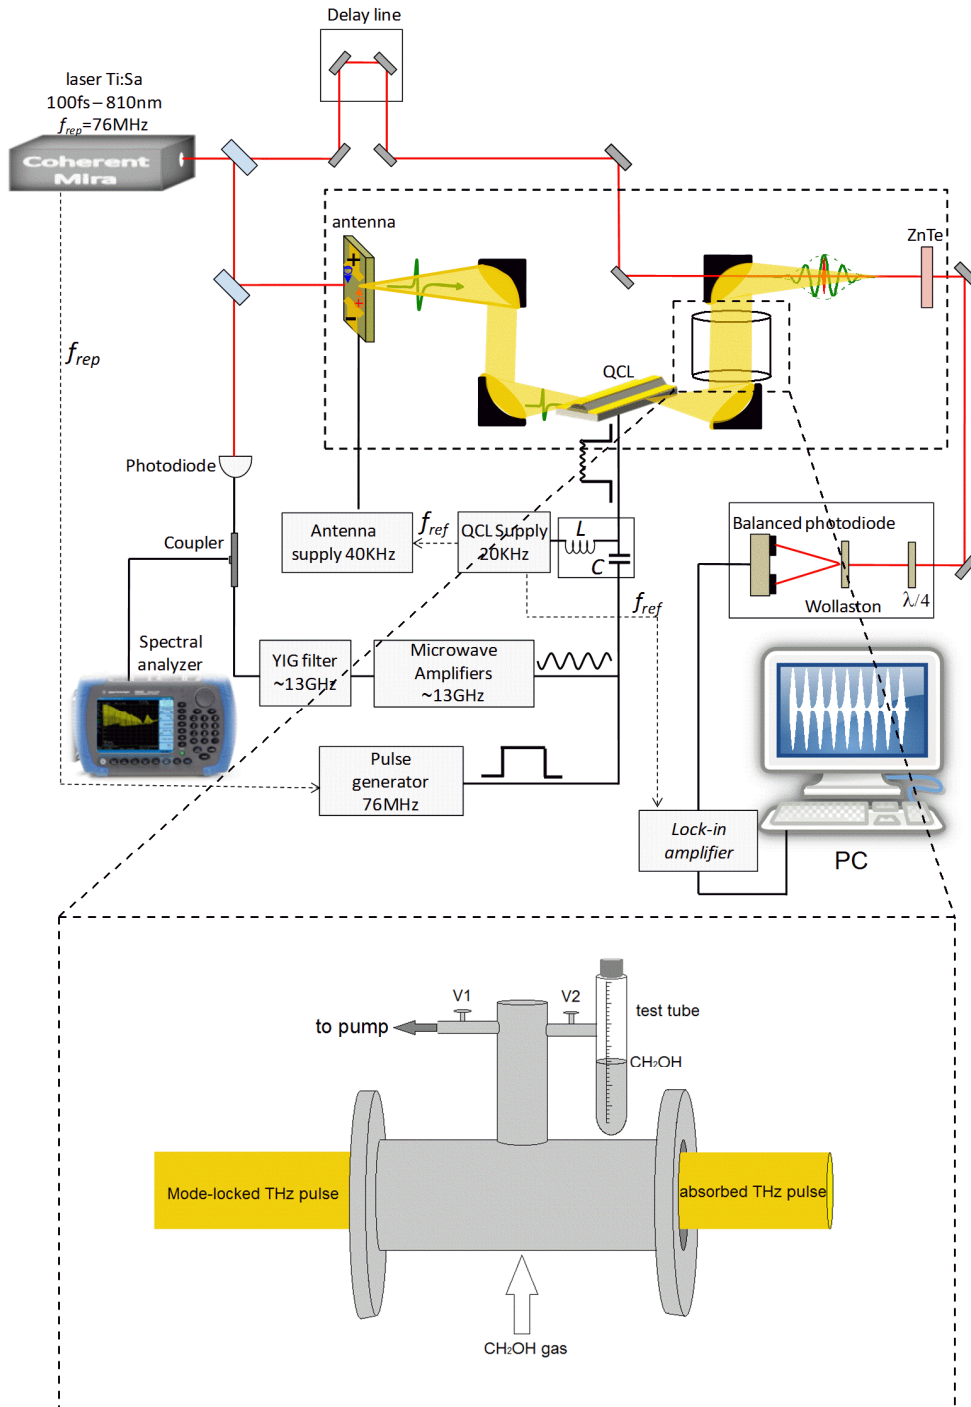 Delay line
laser Ti:Sa
100fs – 810nm
frep=76MHz
Coherent
Mira
antenna
+
+
−
ZnTe
frep
QCL
Photodiode
Coupler
Antenna
supply 40KHz
fref
QCL Supply
20KHz
L
C
fref
Balanced photodiode
Wollaston
λ/4
Spectral
analyzer
YIG filter
~13GHz
Microwave
Amplifiers
~13GHz
Pulse
generator
76MHz
Lock-in
amplifier
PC
V1
V2
to pump
test tube
CH2OH
Mode-locked THz pulse
absorbed THz pulse
CH2OH gas